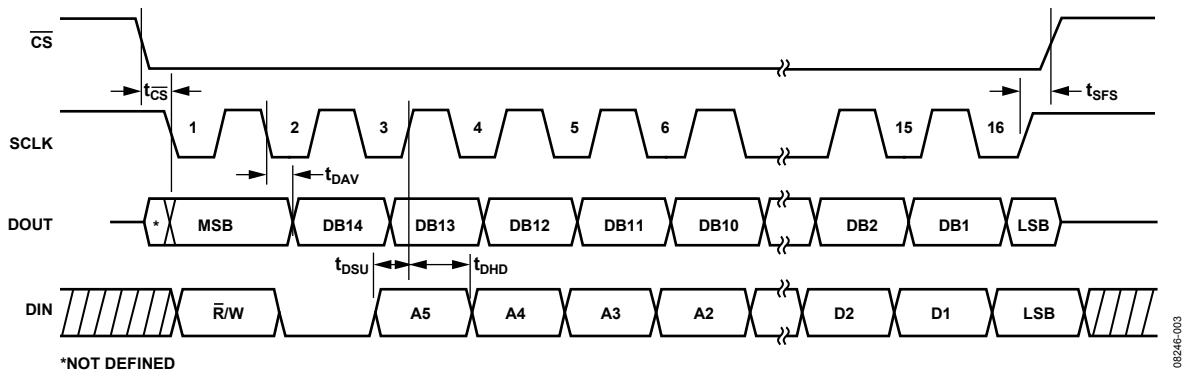 CS
tCS
tSFS
SCLK
1 2 3 4 5 6 15 16
tDAV
DOUT
* MSB DB14 DB13 DB12 DB11 DB10 DB2 DB1 LSB
tDSU tDHD
DIN
R/W A5 A4 A3 A2 D2 D1 LSB
*NOT DEFINED
08246-003